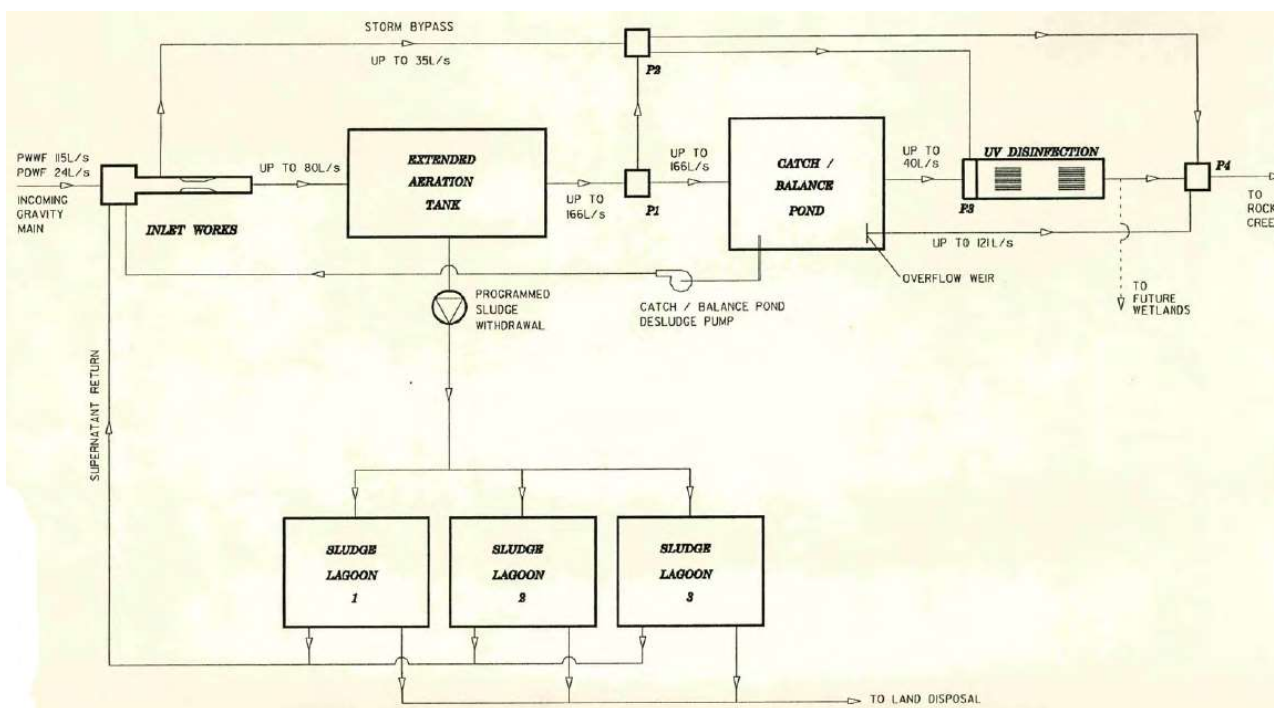 STORM BYPASS
UP TO 35L/s
P2
PWWF 115L/s
PDWF 24L/s
INCOMING
GRAVITY
MAIN
INLET WORKS
UP TO 80L/s
EXTENDED
AERATION
TANK
UP TO
166L/s
P1
UP TO
166L/s
CATCH /
BALANCE
POND
UP TO
40L/s
UV DISINFECTION
P3
P4
TO
ROCK
CREE
UP TO 121L/s
OVERFLOW WEIR
TO
FUTURE
WETLANDS
PROGRAMMED
SLUDGE
WITHDRAWAL
CATCH / BALANCE POND
DESLUDGE PUMP
SUPERNATANT RETURN
SLUDGE
LAGOON
1
SLUDGE
LAGOON
2
SLUDGE
LAGOON
3
TO LAND DISPOSAL